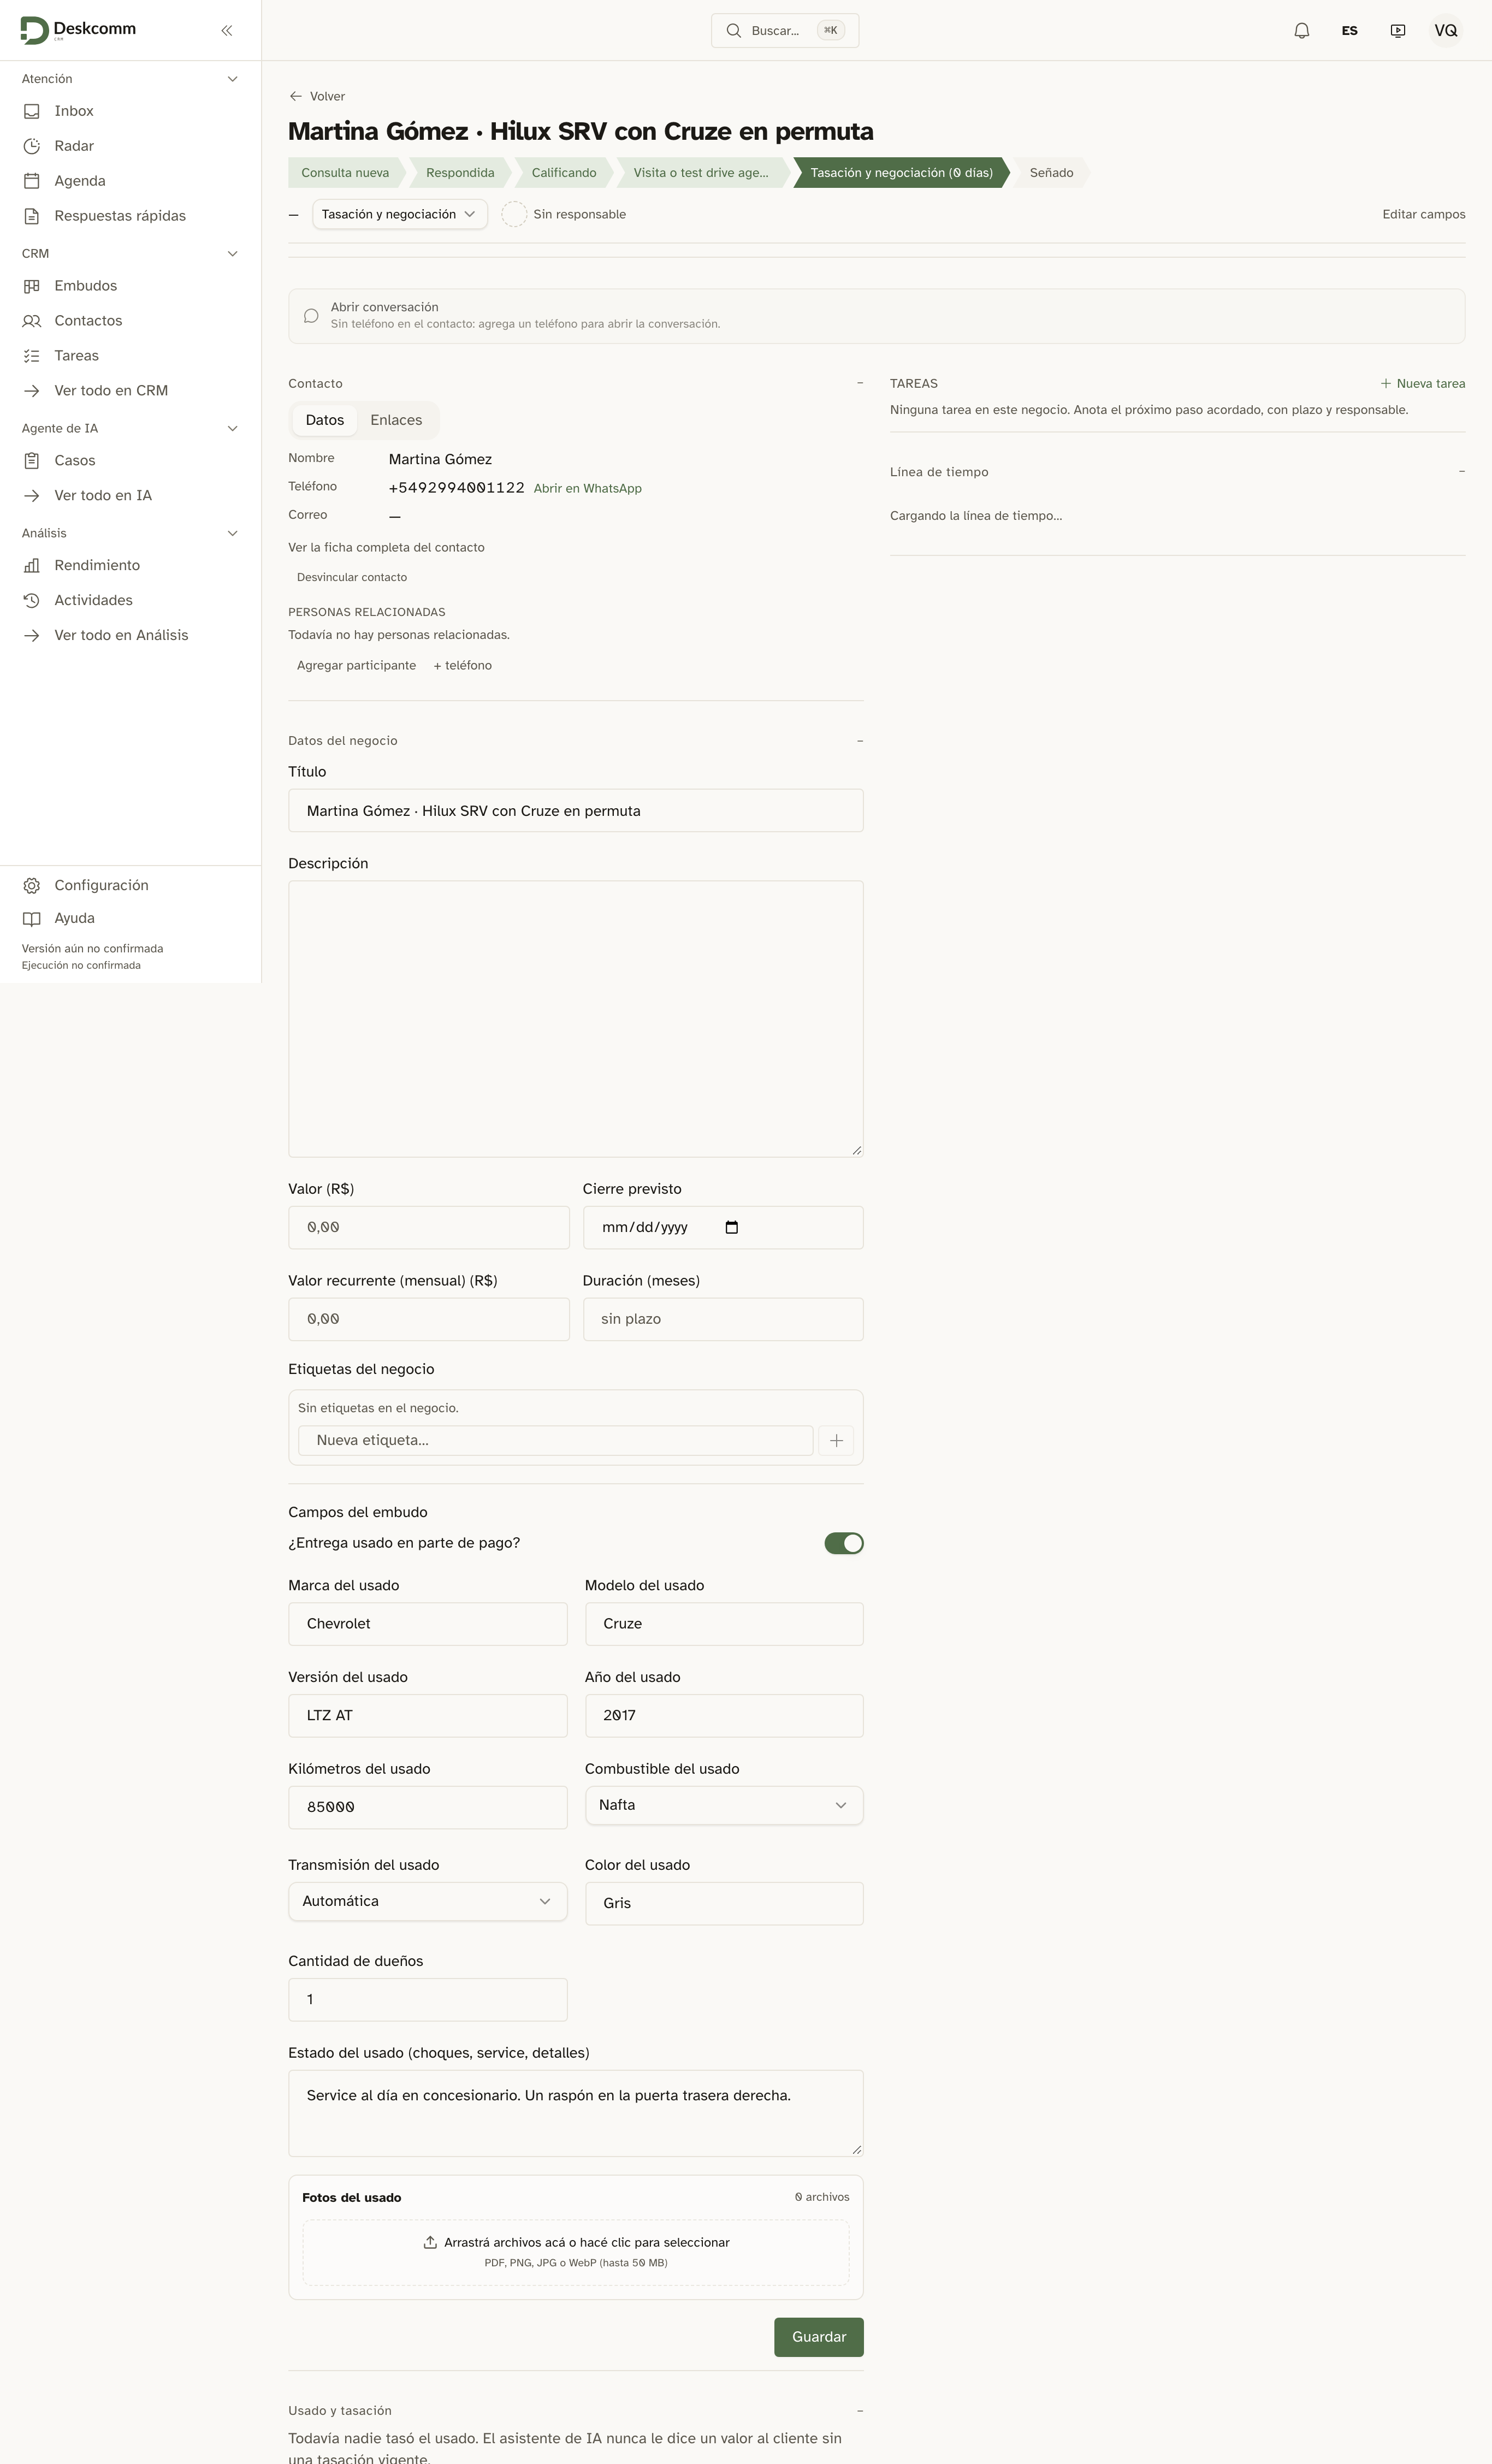 Deskcomm
CRM
Buscar...
⌘K
ES
VQ
Atención
Inbox
Radar
Agenda
Respuestas rápidas
CRM
Embudos
Contactos
Tareas
Ver todo en CRM
Agente de IA
Casos
Ver todo en IA
Análisis
Rendimiento
Actividades
Ver todo en Análisis
Configuración
Ayuda
Versión aún no confirmada
Ejecución no confirmada
Volver
Martina Gómez · Hilux SRV con Cruze en permuta
Consulta nueva
Respondida
Calificando
Visita o test drive age...
Tasación y negociación (0 días)
Señado
—
Tasación y negociación
Sin responsable
Editar campos
Abrir conversación
Sin teléfono en el contacto: agrega un teléfono para abrir la conversación.
Contacto –
Datos
Enlaces
Nombre Martina Gómez
Teléfono +5492994001122 Abrir en WhatsApp
Correo —
Ver la ficha completa del contacto
Desvincular contacto
PERSONAS RELACIONADAS
Todavía no hay personas relacionadas.
Agregar participante + teléfono
TAREAS
Nueva tarea
Ninguna tarea en este negocio. Anota el próximo paso acordado, con plazo y responsable.
Línea de tiempo –
Cargando la línea de tiempo...
Datos del negocio –
Título
Martina Gómez · Hilux SRV con Cruze en permuta
Descripción
Valor (R$)
0,00
Cierre previsto
mm/dd/yyyy
Valor recurrente (mensual) (R$)
0,00
Duración (meses)
sin plazo
Etiquetas del negocio
Sin etiquetas en el negocio.
Nueva etiqueta...
Campos del embudo
¿Entrega usado en parte de pago?
Marca del usado
Chevrolet
Modelo del usado
Cruze
Versión del usado
LTZ AT
Año del usado
2017
Kilómetros del usado
85000
Combustible del usado
Nafta
Transmisión del usado
Automática
Color del usado
Gris
Cantidad de dueños
1
Estado del usado (choques, service, detalles)
Service al día en concesionario. Un raspón en la puerta trasera derecha.
Fotos del usado
0 archivos
Arrastrá archivos acá o hacé clic para seleccionar
PDF, PNG, JPG o WebP (hasta 50 MB)
Guardar
Usado y tasación –
Todavía nadie tasó el usado. El asistente de IA nunca le dice un valor al cliente sin
una tasación vigente.